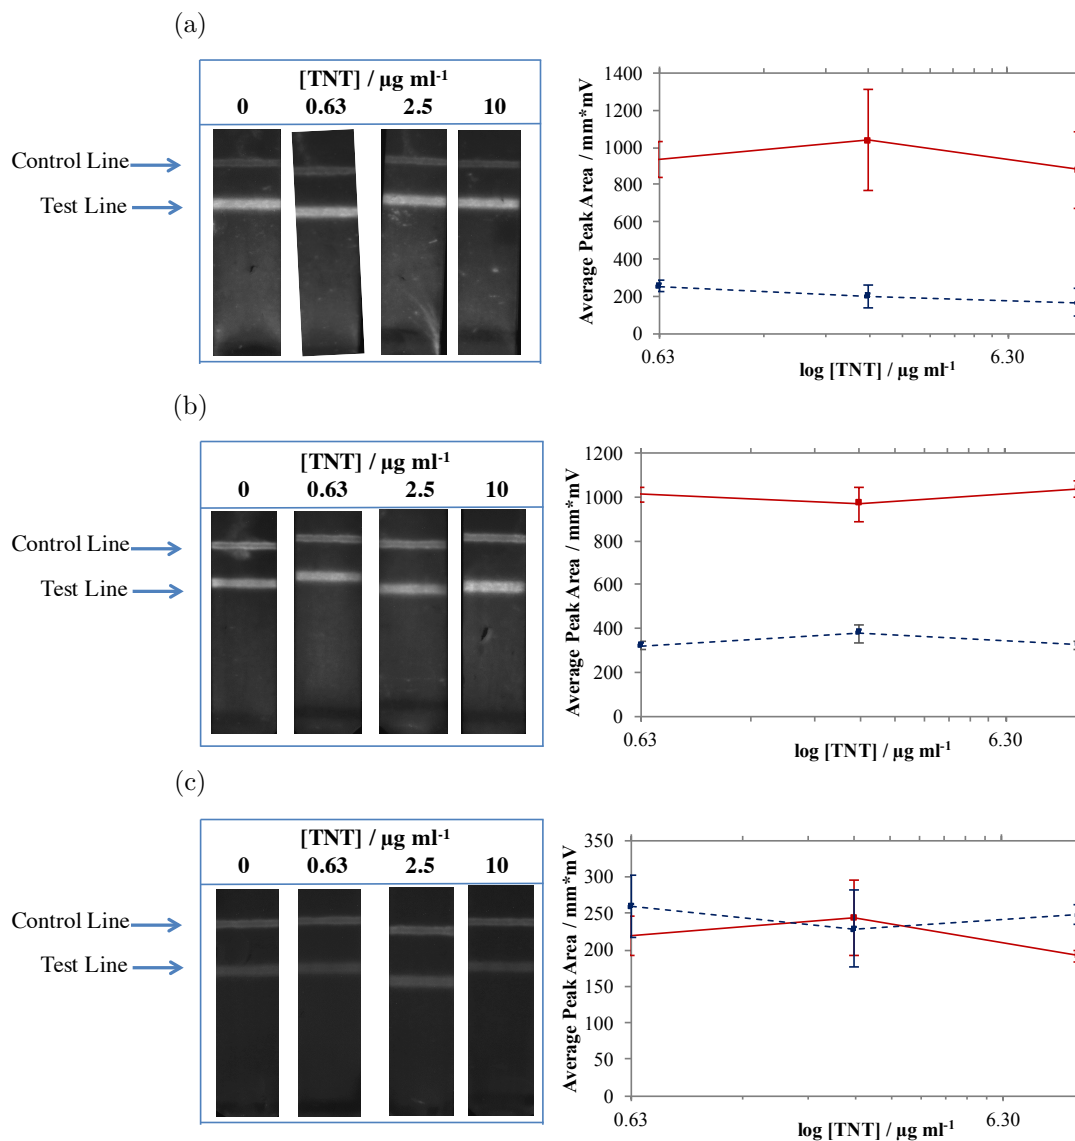 (a)
[TNT] / µg ml-1
0 0.63 2.5 10
Control Line
Test Line
Average Peak Area / mm*mV
1400
1200
1000
800
600
400
200
0
0.63 6.30
log [TNT] / µg ml-1
(b)
[TNT] / µg ml-1
0 0.63 2.5 10
Control Line
Test Line
Average Peak Area / mm*mV
1200
1000
800
600
400
200
0
0.63 6.30
log [TNT] / µg ml-1
(c)
[TNT] / µg ml-1
0 0.63 2.5 10
Control Line
Test Line
Average Peak Area / mm*mV
350
300
250
200
150
100
50
0
0.63 6.30
log [TNT] / µg ml-1